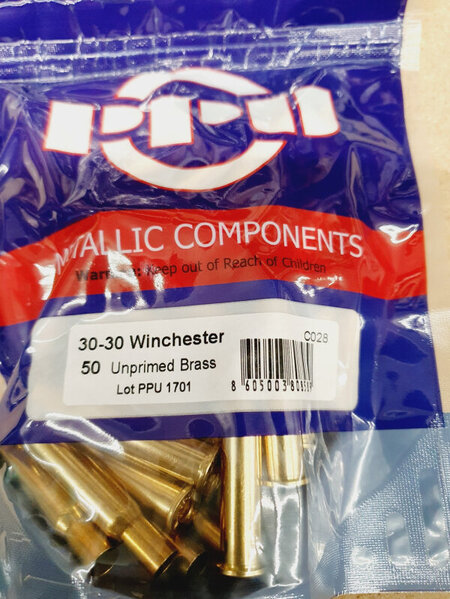 PPU
METALLIC COMPONENTS
Warning: Keep out of Reach of Children
30-30 Winchester
C028
50 Unprimed Brass
Lot PPU 1701